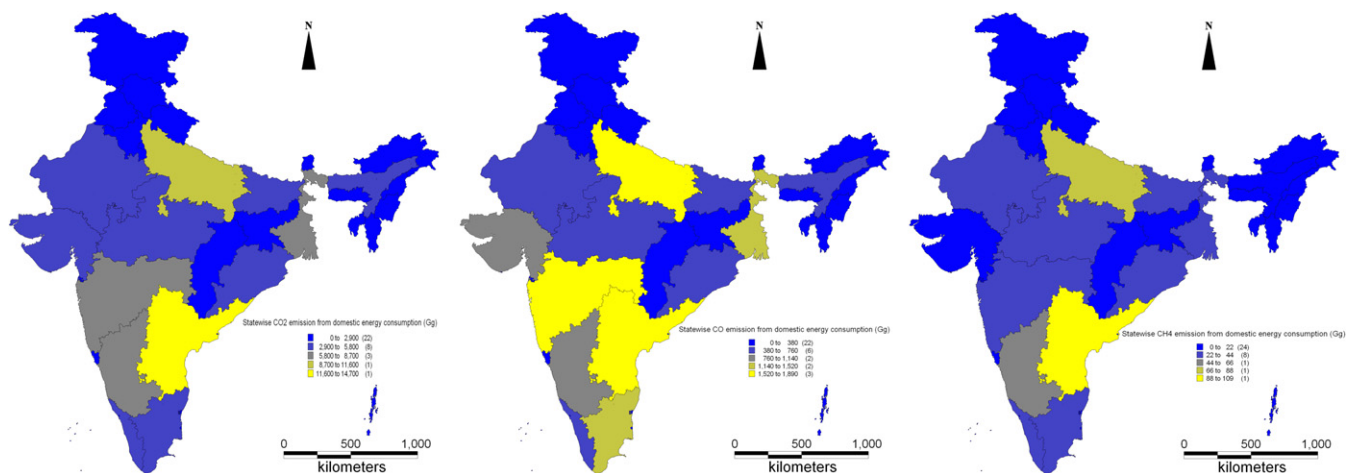 N
Statewise CO2 emission from domestic energy consumption (Gg)
0 to 2,900 (22)
2,900 to 5,800 (8)
5,800 to 8,700 (3)
8,700 to 11,600 (1)
11,600 to 14,700 (1)
0 500 1,000
kilometers
N
Statewise CO emission from domestic energy consumption (Gg)
0 to 380 (22)
380 to 760 (6)
760 to 1,140 (2)
1,140 to 1,520 (2)
1,520 to 1,890 (3)
0 500 1,000
kilometers
N
Statewise CH4 emission from domestic energy consumption (Gg)
0 to 22 (24)
22 to 44 (8)
44 to 66 (1)
66 to 88 (1)
88 to 109 (1)
0 500 1,000
kilometers